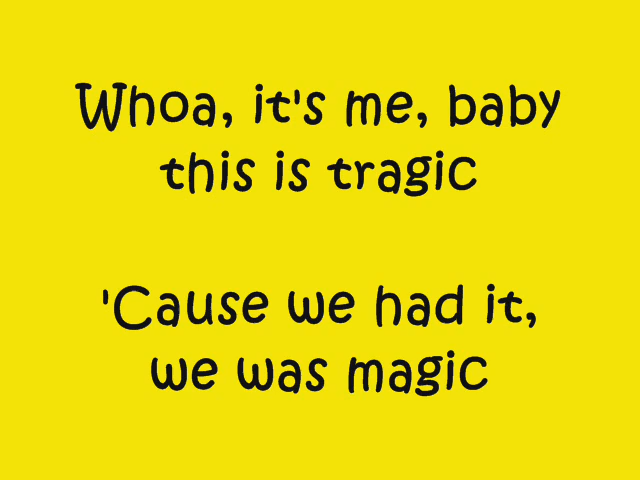 Whoa, it's me, baby
this is tragic
'Cause we had it,
we was magic